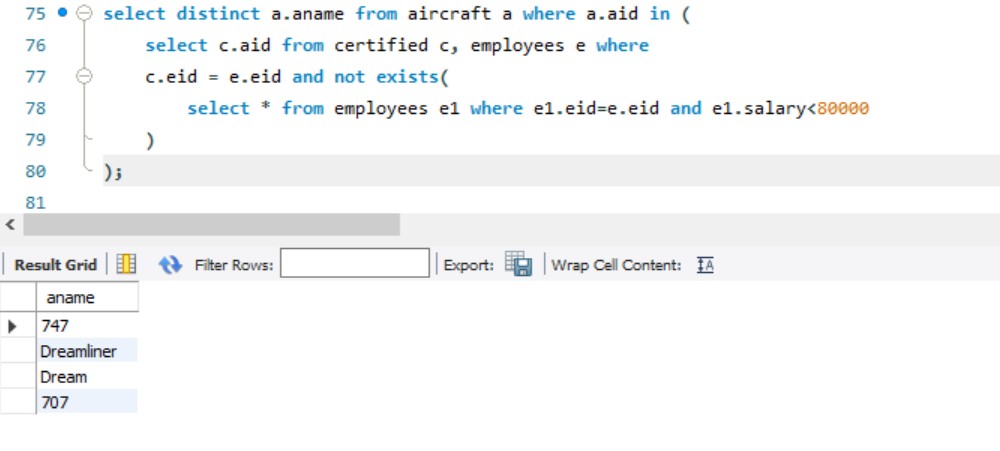 75 select distinct a.aname from aircraft a where a.aid in (
76 select c.aid from certified c, employees e where
77 c.eid = e.eid and not exists(
78 select * from employees e1 where e1.eid=e.eid and e1.salary<80000
79 )
80 );
81
Result Grid Filter Rows: Export: Wrap Cell Content: IA
aname
747
Dreamliner
Dream
707